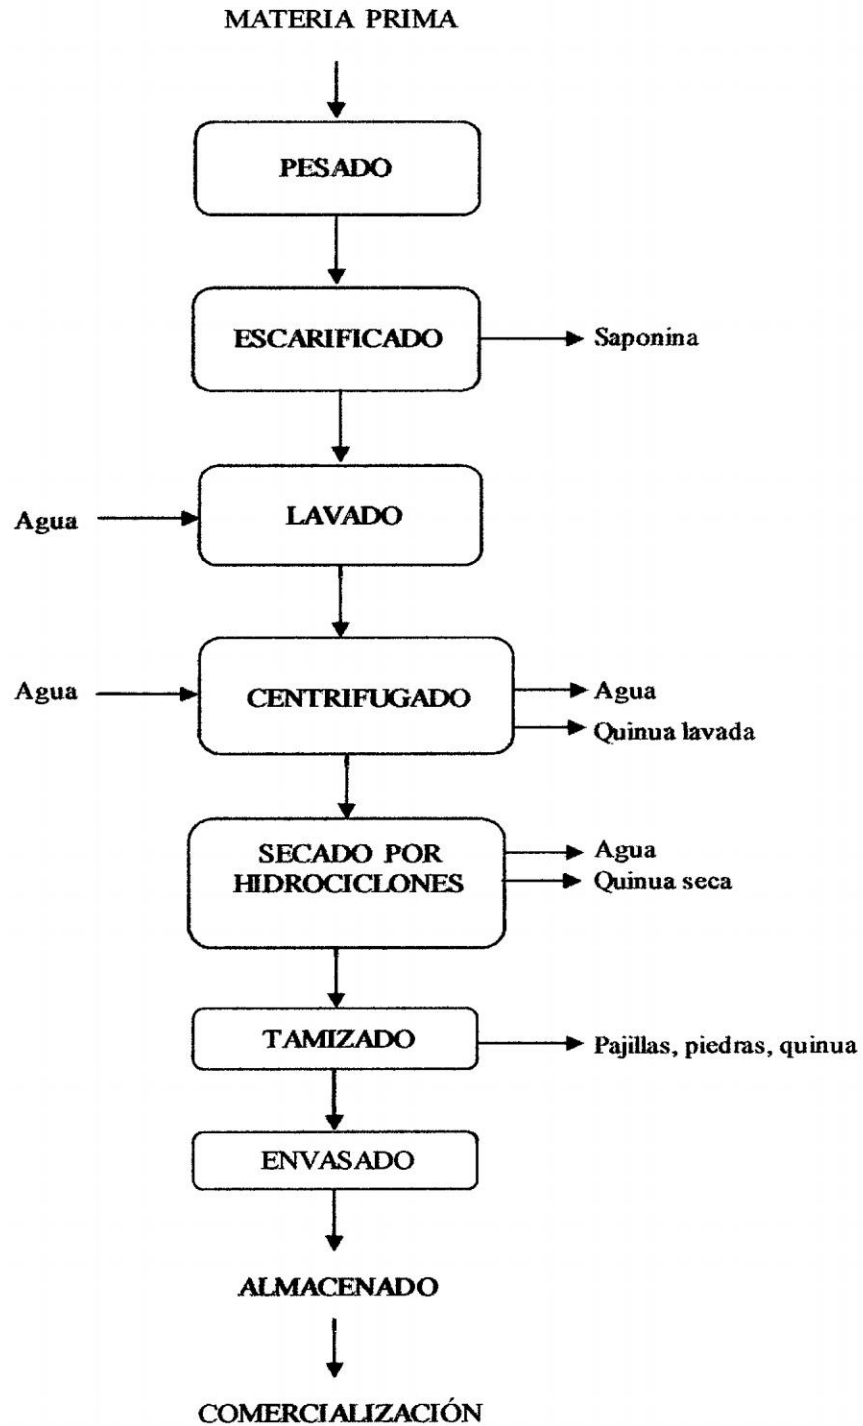 MATERIA PRIMA
PESADO
ESCARIFICADO
Saponina
LAVADO
Agua
CENTRIFUGADO
Agua
Agua
Quinua lavada
SECADO POR
HIDROCICLONES
Agua
Quinua seca
TAMIZADO
Pajillas, piedras, quinua
ENVASADO
ALMACENADO
COMERCIALIZACIÓN